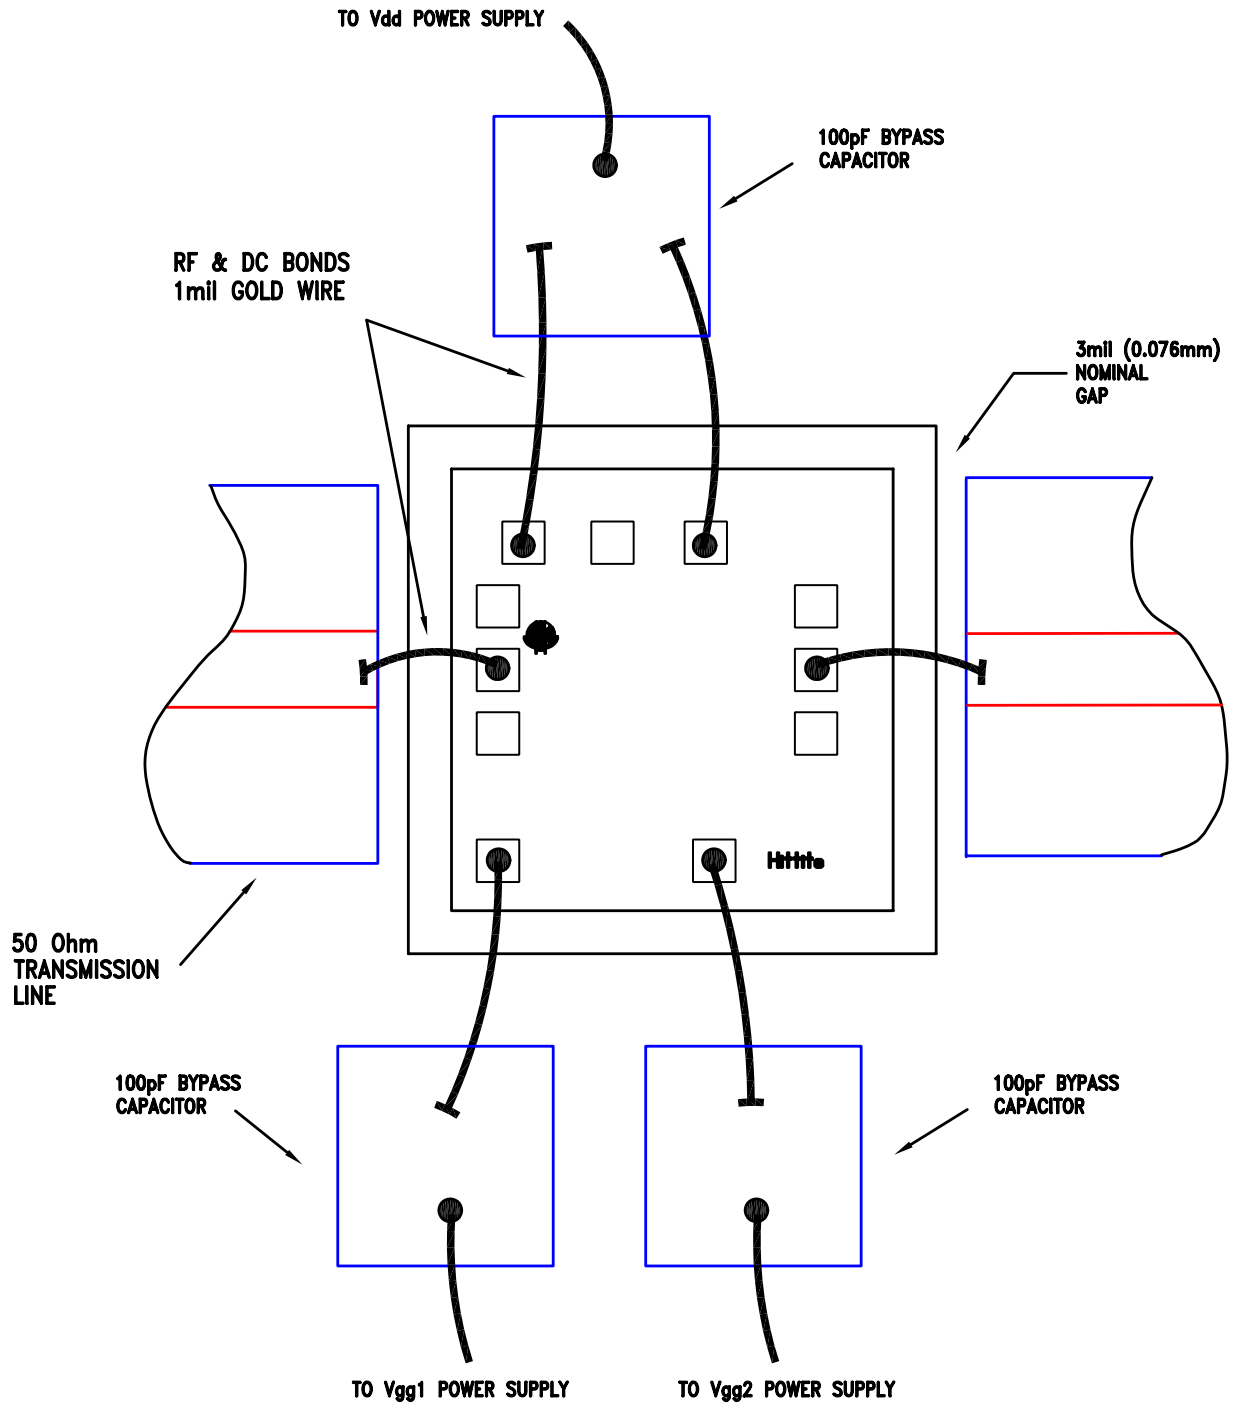 TO Vdd POWER SUPPLY
100pF BYPASS
CAPACITOR
RF & DC BONDS
1mil GOLD WIRE
3mil (0.076mm)
NOMINAL
GAP
50 Ohm
TRANSMISSION
LINE
100pF BYPASS
CAPACITOR
100pF BYPASS
CAPACITOR
TO Vgg1 POWER SUPPLY
TO Vgg2 POWER SUPPLY